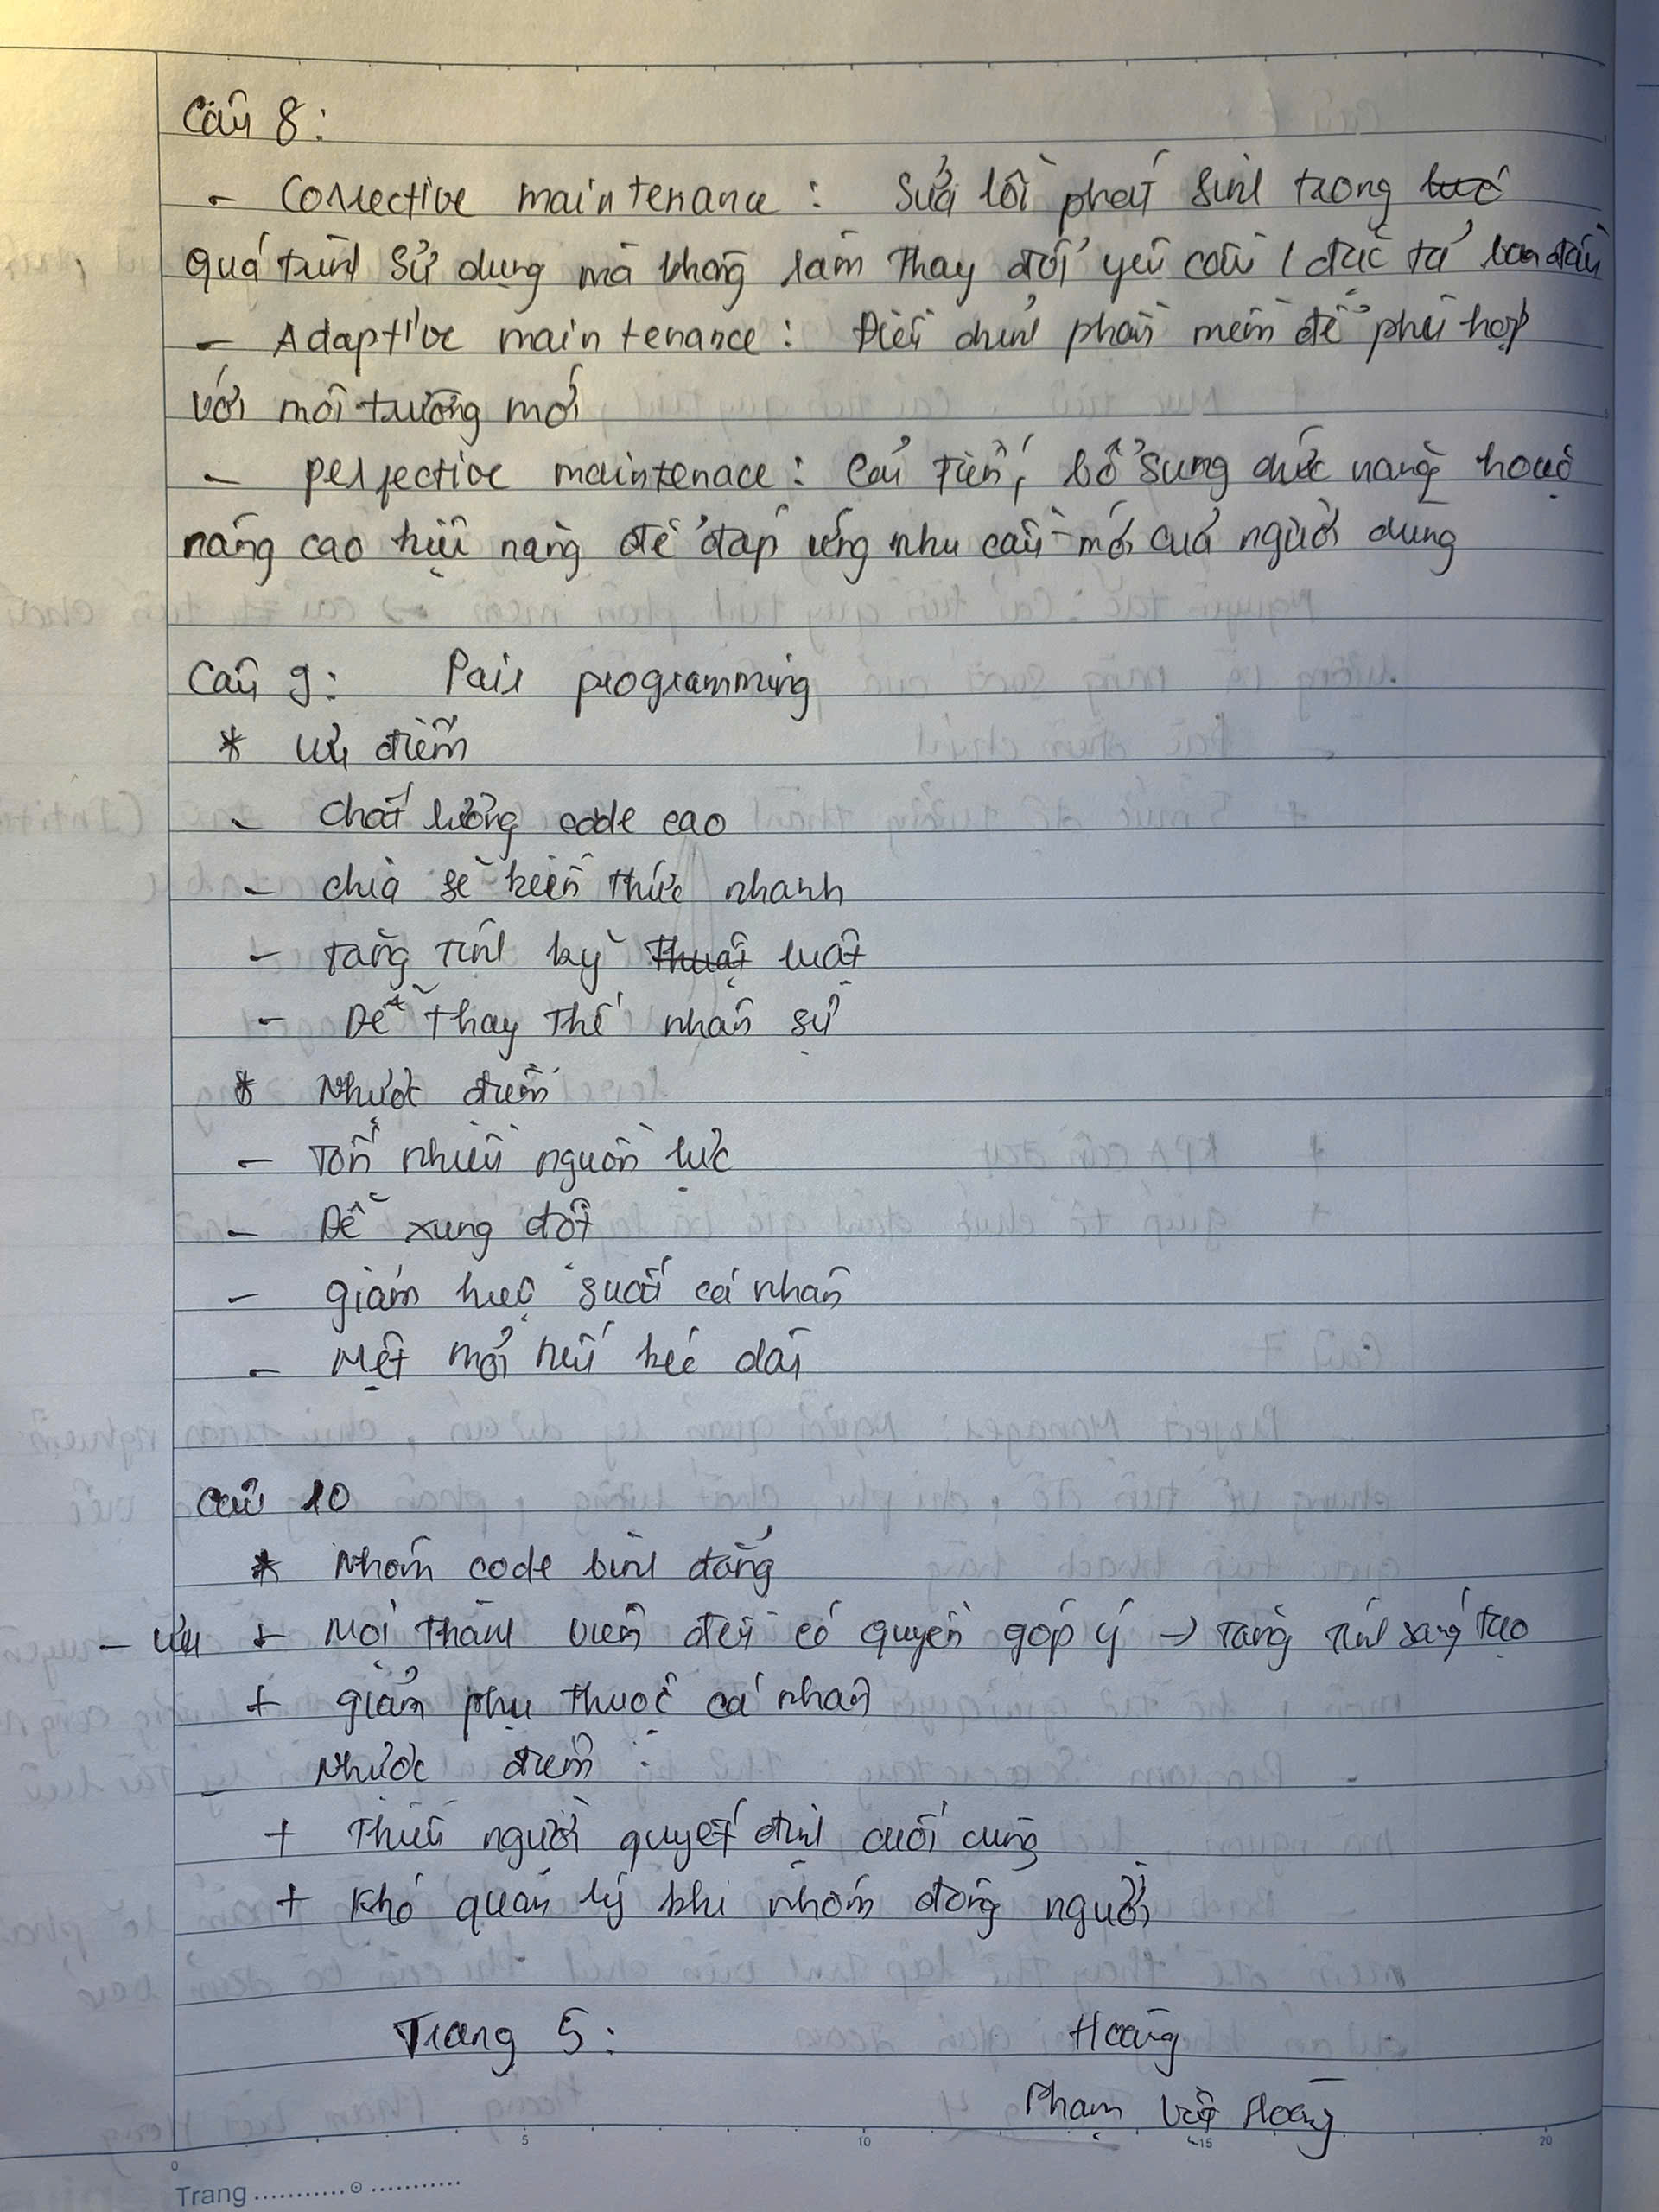 Câu 8:
- Corrective maintenance: Sửa lỗi phát sinh trong
quá trình sử dụng mà không làm thay đổi yêu cầu / đặc tả ban đầu
- Adaptive maintenance: Điều chỉnh phần mềm để phù hợp
với môi trường mới
- perfective maintenace: Cải tiến, bổ sung chức năng hoặc
nâng cao hiệu năng để đáp ứng nhu cầu mới của người dùng
Câu 9: Pair programming
* Ưu điểm
- Chất lượng code cao
- chia sẻ kiến thức nhanh
- Tăng tính kỷ thuật luật
- Dễ thay thế nhân sự
* Nhược điểm
- Tốn nhiều nguồn lực
- Dễ xung đột
- giảm hiệu suất cá nhân
- Mệt mỏi nếu kéo dài
Câu 10
* Nhóm code bình đẳng
- Ưu + Mọi thành viên đều có quyền góp ý → Tăng tính sáng tạo
+ giảm phụ thuộc cá nhân
- Nhược điểm:
+ Thiếu người quyết định cuối cùng
+ Khó quản lý khi nhóm đông người
Trang 5: Hoàng
Phạm Việt Hoàng
0 5 10 15 20
Trang